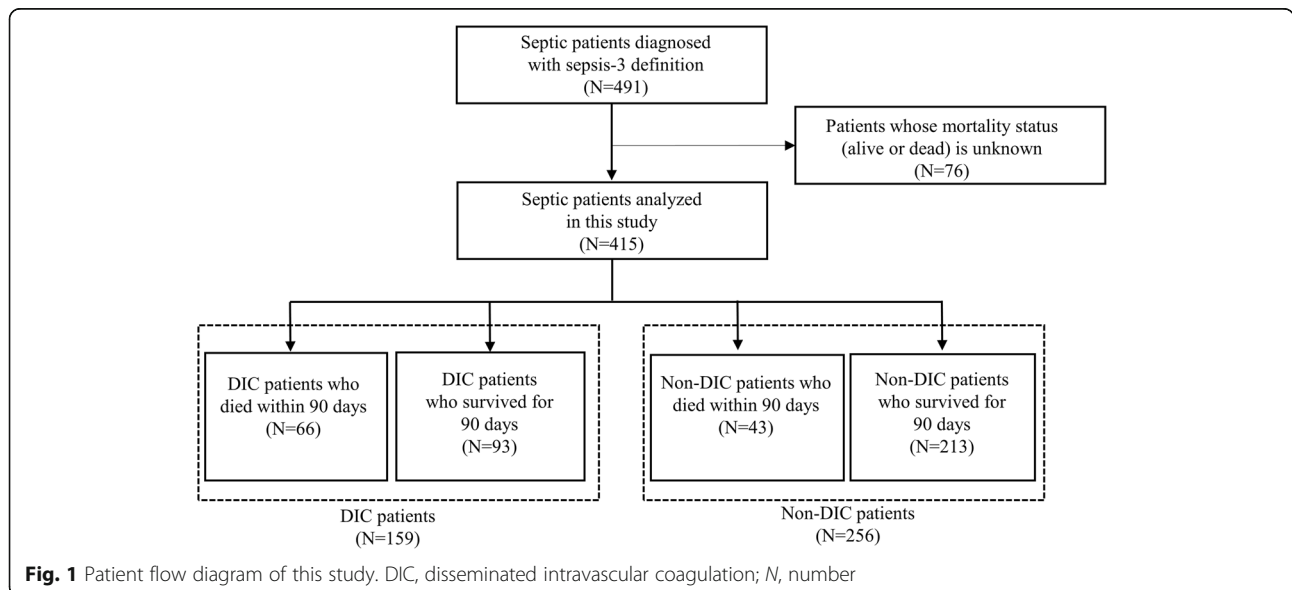 Septic patients diagnosed
with sepsis-3 definition
(N=491)
Patients whose mortality status
(alive or dead) is unknown
(N=76)
Septic patients analyzed
in this study
(N=415)
DIC patients who
died within 90 days
(N=66)
DIC patients
who survived for
90 days
(N=93)
Non-DIC patients who
died within 90 days
(N=43)
Non-DIC patients
who survived for
90 days
(N=213)
DIC patients
(N=159)
Non-DIC patients
(N=256)
Fig. 1 Patient flow diagram of this study. DIC, disseminated intravascular coagulation; N, number